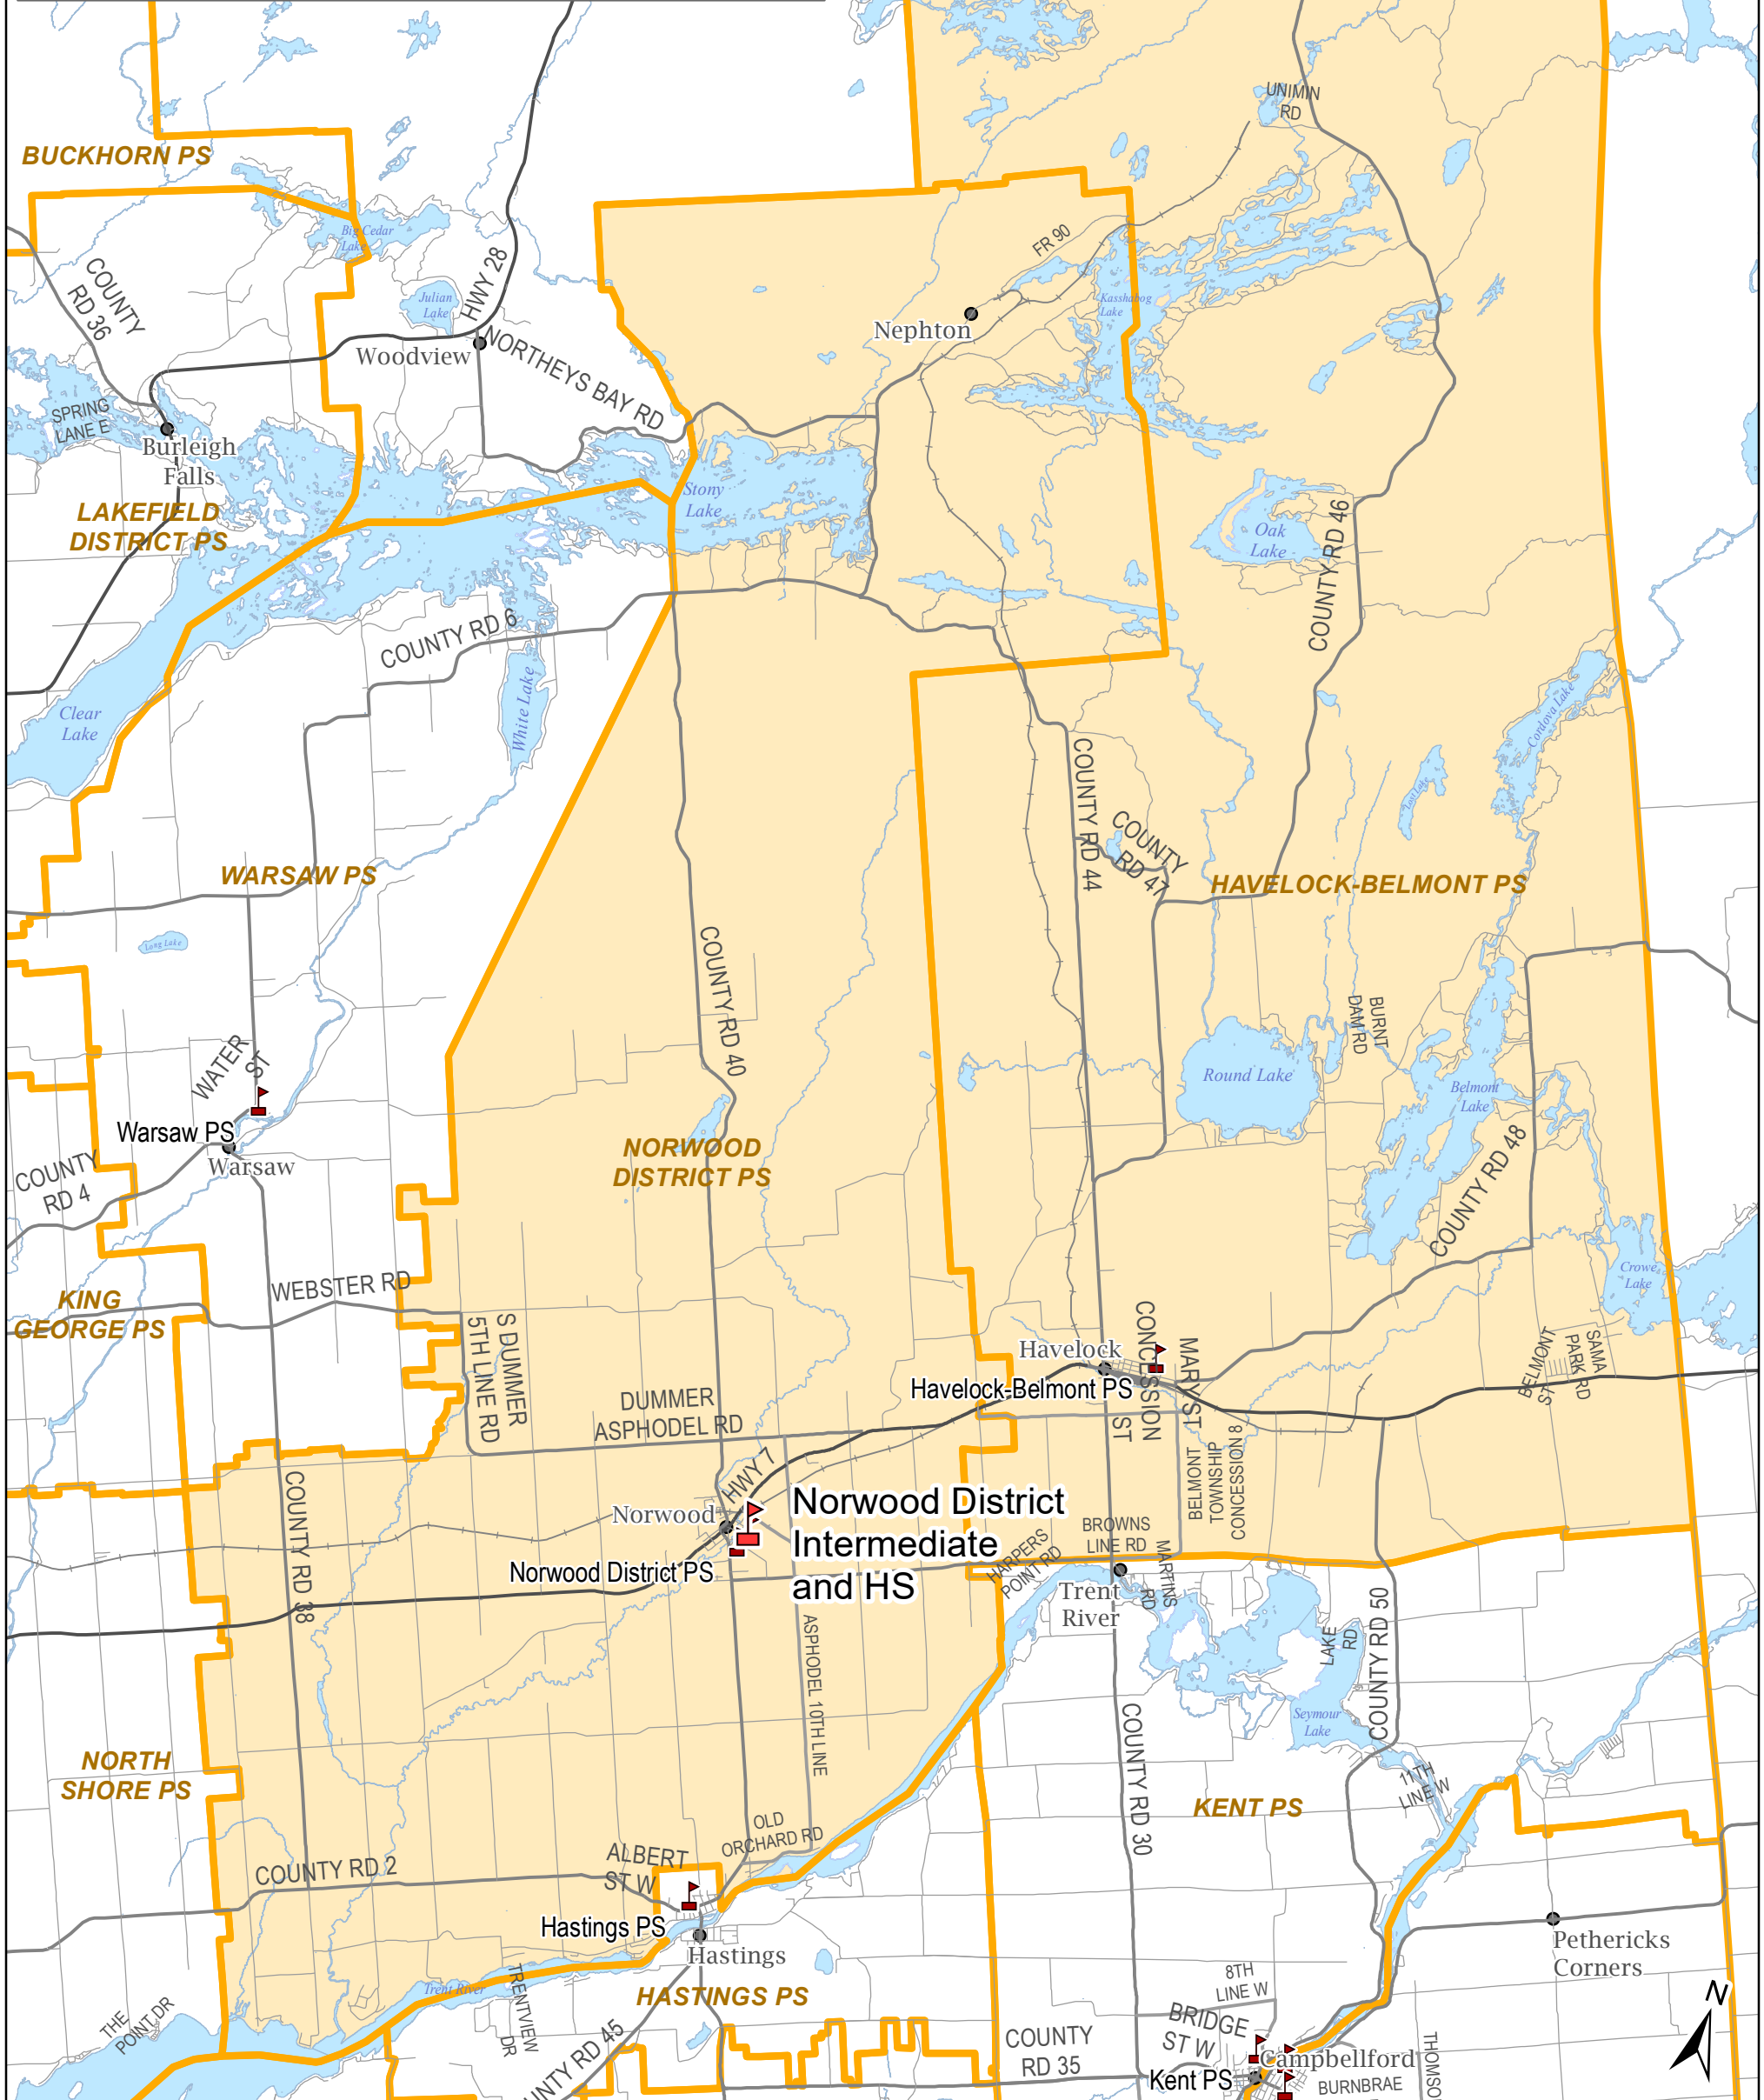 UNIMIN
RD
BUCKHORN PS
Big Cedar
Lake
FR 90
COUNTY
RD 36
HWY 28
Julian
Lake
Kasshabog
Lake
Nephton
Woodview
NORTHEYS BAY RD
SPRING
LANE E
Burleigh
Falls
Stony
Lake
LAKEFIELD
DISTRICT PS
Oak
Lake
COUNTY RD 46
COUNTY RD 6
White Lake
Clear
Lake
Cordova Lake
COUNTY RD 44
Lost Lake
COUNTY
RD 47
WARSAW PS
HAVELOCK-BELMONT PS
Long Lake
COUNTY RD 40
BURNT
DAM RD
WATER
ST
Round Lake
Belmont
Lake
Warsaw PS
Warsaw
COUNTY
RD 4
NORWOOD
DISTRICT PS
COUNTY RD 48
Crowe
Lake
WEBSTER RD
KING
GEORGE PS
S DUMMER
5TH LINE RD
Havelock
CONCESSION
ST
MARY ST
BELMONT
ST
SAMA
PARK RD
Havelock-Belmont PS
DUMMER
ASPHODEL RD
BELMONT
TOWNSHIP
CONCESSION 8
COUNTY RD 38
HWY 7
Norwood
Norwood District
Intermediate
and HS
Norwood District PS
HARPERS
POINT RD
BROWNS
LINE RD
MARTINS
RD
Trent
River
ASPHODEL 10TH LINE
LAKE
RD
COUNTY RD 50
Seymour
Lake
COUNTY RD 30
NORTH
SHORE PS
11TH
LINE W
KENT PS
OLD
ORCHARD RD
ALBERT
ST W
COUNTY RD 2
Hastings PS
Hastings
Pethericks
Corners
Trent River
TRENTVIEW
DR
HASTINGS PS
THE
POINT DR
8TH
LINE W
BRIDGE
ST W
COUNTY
RD 35
UNTY RD 45
Campbellford
Kent PS
BURNBRAE
THOMSO
N